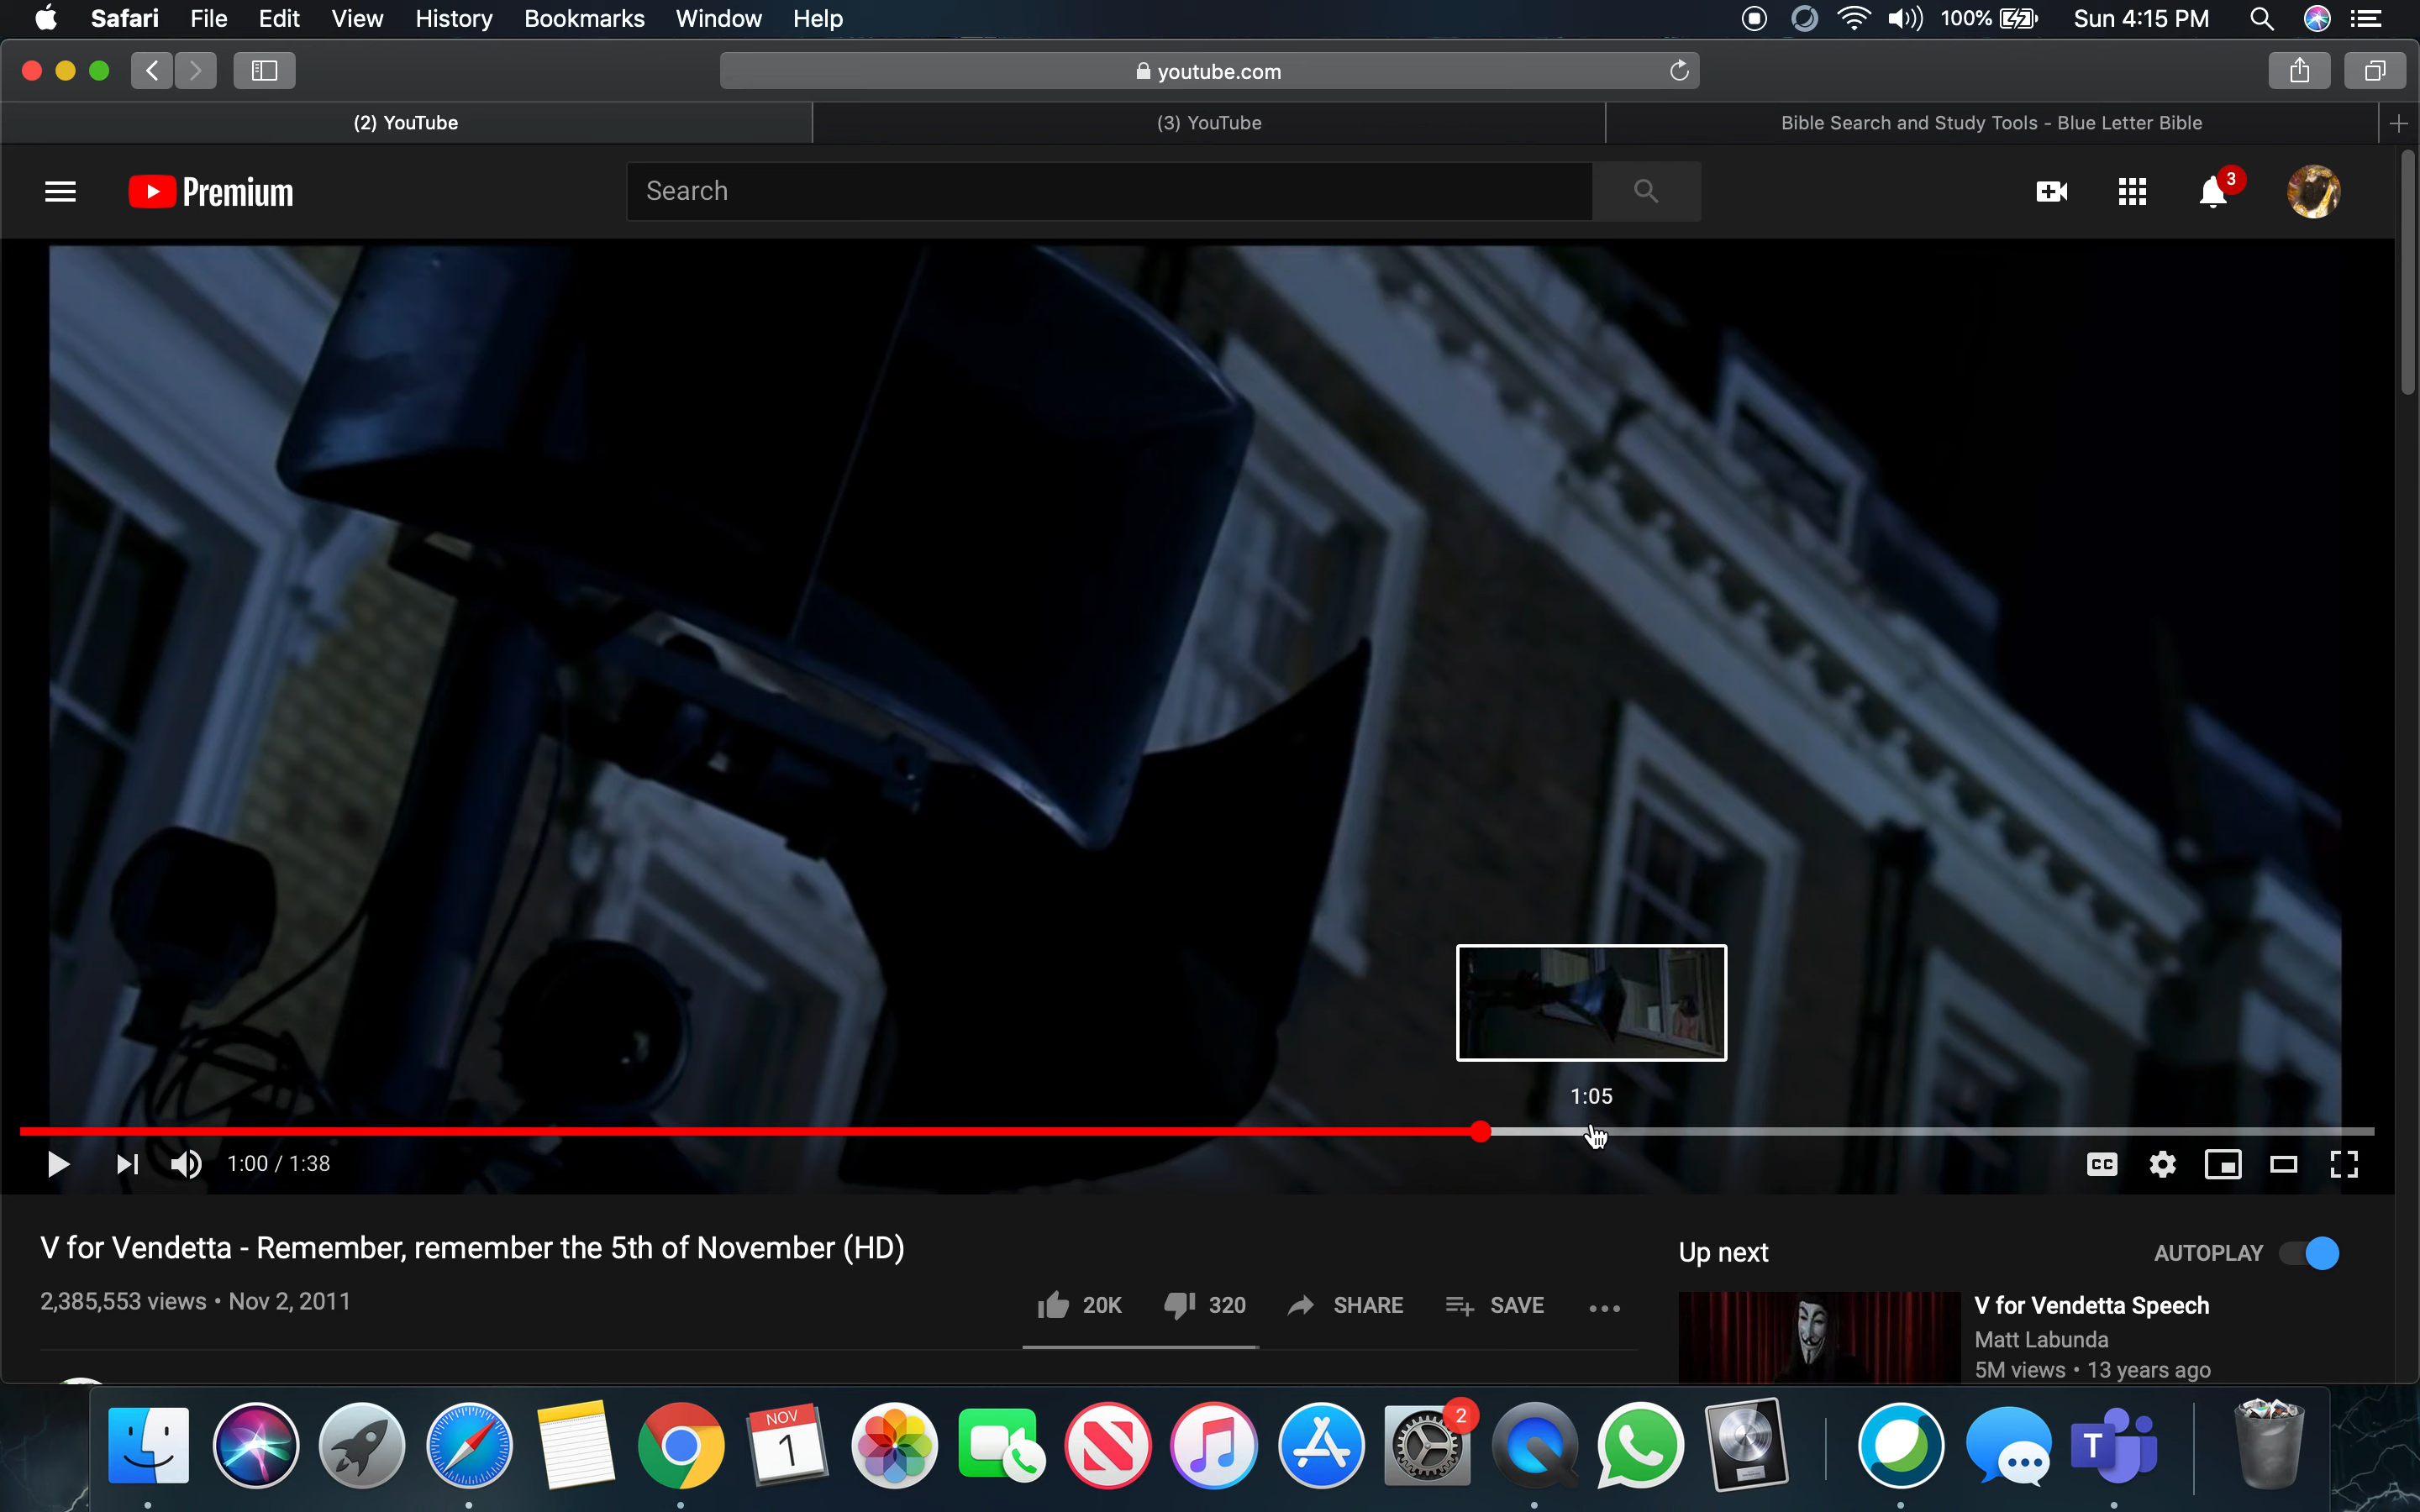 Safari File Edit View History Bookmarks Window Help 100% Sun 4:15 PM
youtube.com
(2) YouTube (3) YouTube Bible Search and Study Tools - Blue Letter Bible
Premium Search 3
1:05
1:00 / 1:38 CC
V for Vendetta - Remember, remember the 5th of November (HD)
2,385,553 views • Nov 2, 2011
20K 320 SHARE SAVE
Up next AUTOPLAY
V for Vendetta Speech
Matt Labunda
5M views • 13 years ago
NOV
1
2
T